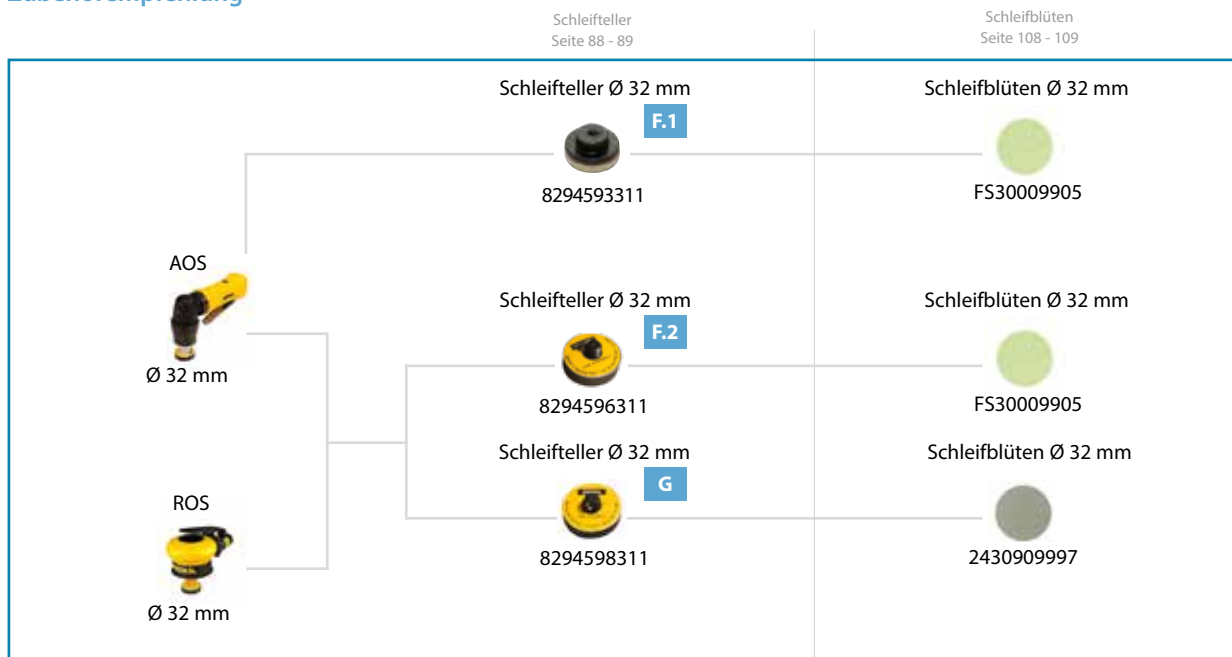 Zubehörempfehlung
Schleifteller
Seite 88 - 89
Schleifblüten
Seite 108 - 109
Schleifteller Ø 32 mm
F.1
8294593311
Schleifblüten Ø 32 mm
FS30009905
AOS
Ø 32 mm
Schleifteller Ø 32 mm
F.2
8294596311
Schleifblüten Ø 32 mm
FS30009905
Schleifteller Ø 32 mm
G
8294598311
Schleifblüten Ø 32 mm
2430909997
ROS
Ø 32 mm